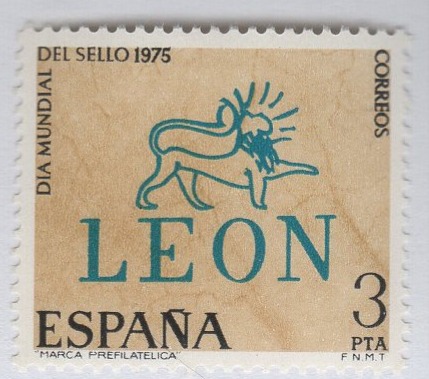 DIA MUNDIAL DEL SELLO 1975
CORREOS
LEON
3
PTA
ESPAÑA
"MARCA PREFILATELICA"
F.N.M.T